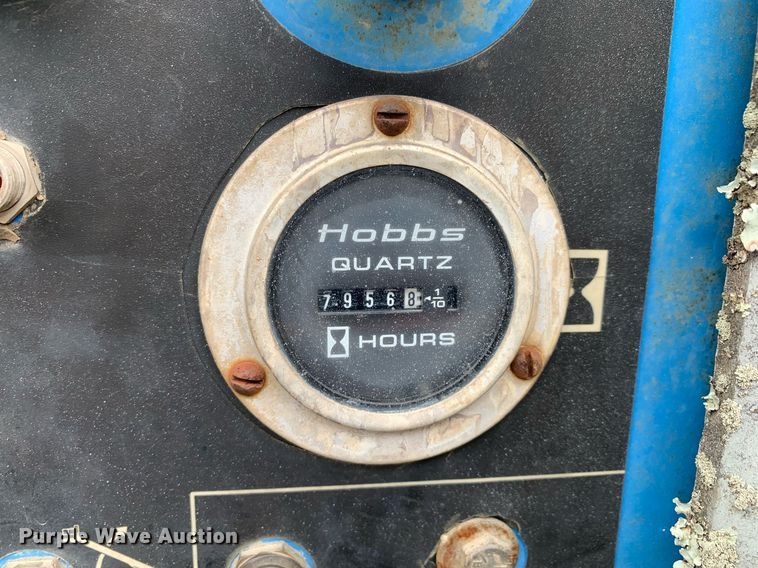 Hobbs
QUARTZ
79568 1/10
HOURS
Purple Wave Auction